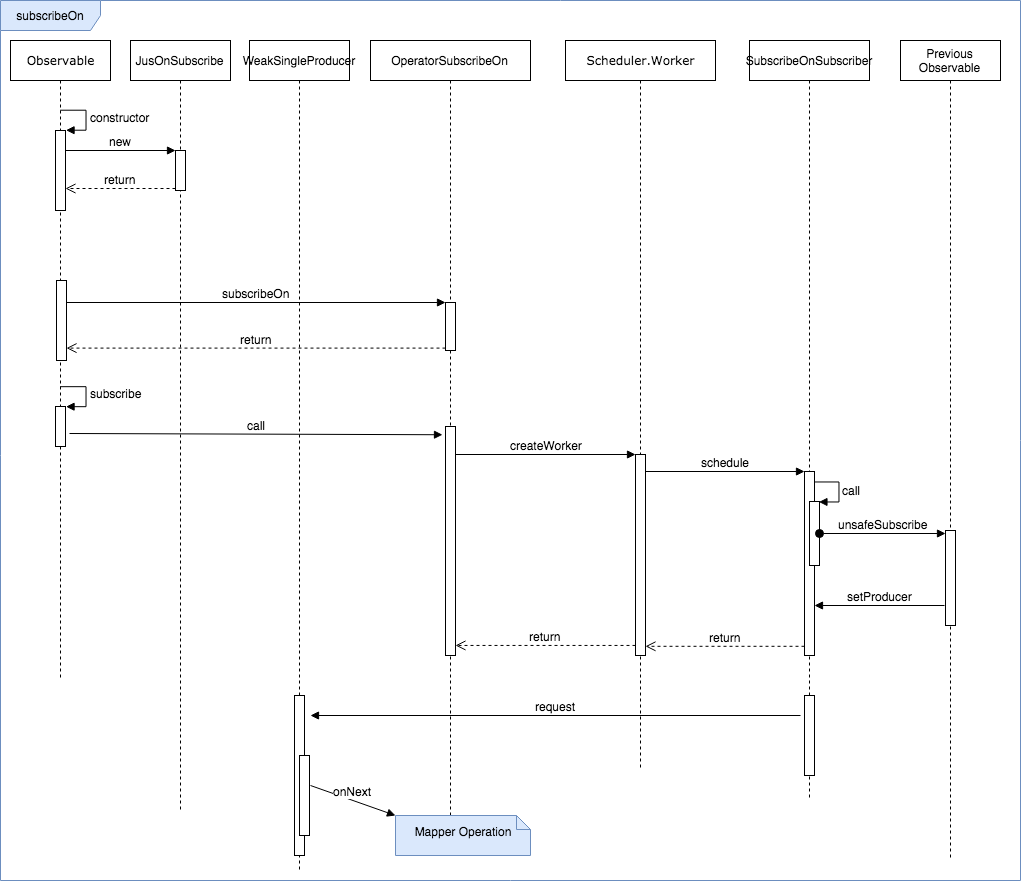 subscribeOn
Observable
JusOnSubscribe
WeakSingleProducer
OperatorSubscribeOn
Scheduler.Worker
SubscribeOnSubscriber
Previous
Observable
constructor
new
return
subscribeOn
return
subscribe
call
createWorker
schedule
call
unsafeSubscribe
setProducer
return
return
request
onNext
Mapper Operation